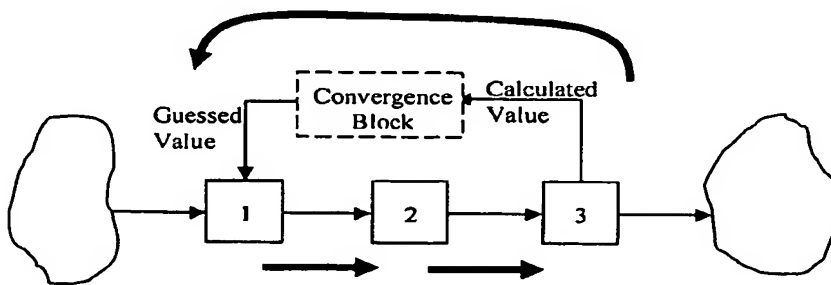 Convergence
Block
Calculated
Value
Guessed
Value
1
2
3